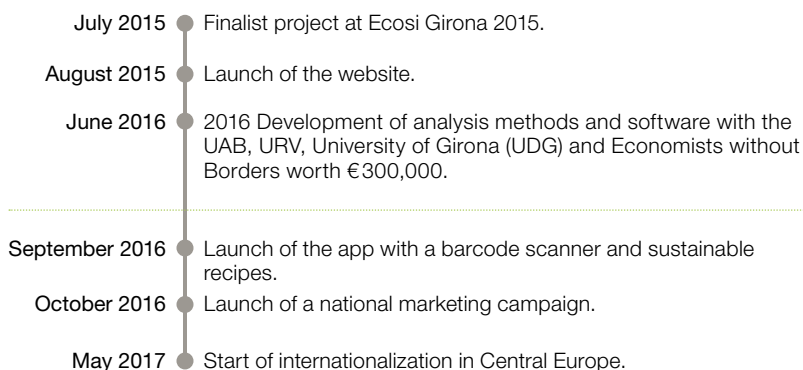 July 2015 Finalist project at Ecosi Girona 2015.
August 2015 Launch of the website.
June 2016 2016 Development of analysis methods and software with the
UAB, URV, University of Girona (UDG) and Economists without
Borders worth €300,000.
September 2016 Launch of the app with a barcode scanner and sustainable
recipes.
October 2016 Launch of a national marketing campaign.
May 2017 Start of internationalization in Central Europe.